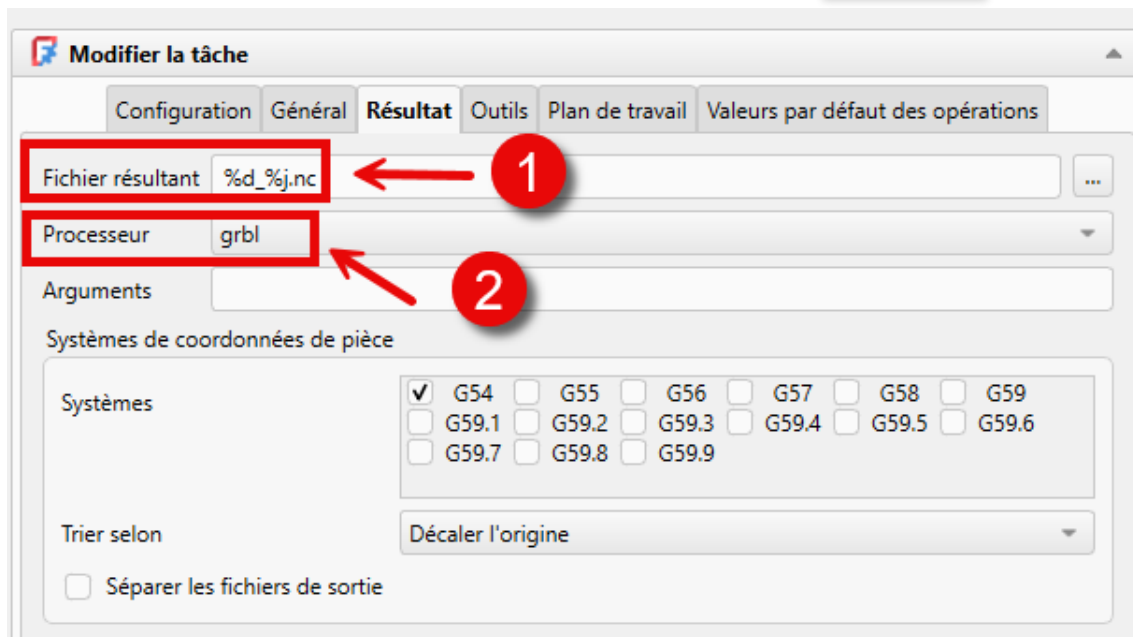 Modifier la tâche
Configuration Général Résultat Outils Plan de travail Valeurs par défaut des opérations
Fichier résultant %d_%j.nc 1 ...
Processeur grbl
2
Arguments
Systèmes de coordonnées de pièce
Systèmes G54 G55 G56 G57 G58 G59
G59.1 G59.2 G59.3 G59.4 G59.5 G59.6
G59.7 G59.8 G59.9
Trier selon Décaler l'origine
Séparer les fichiers de sortie